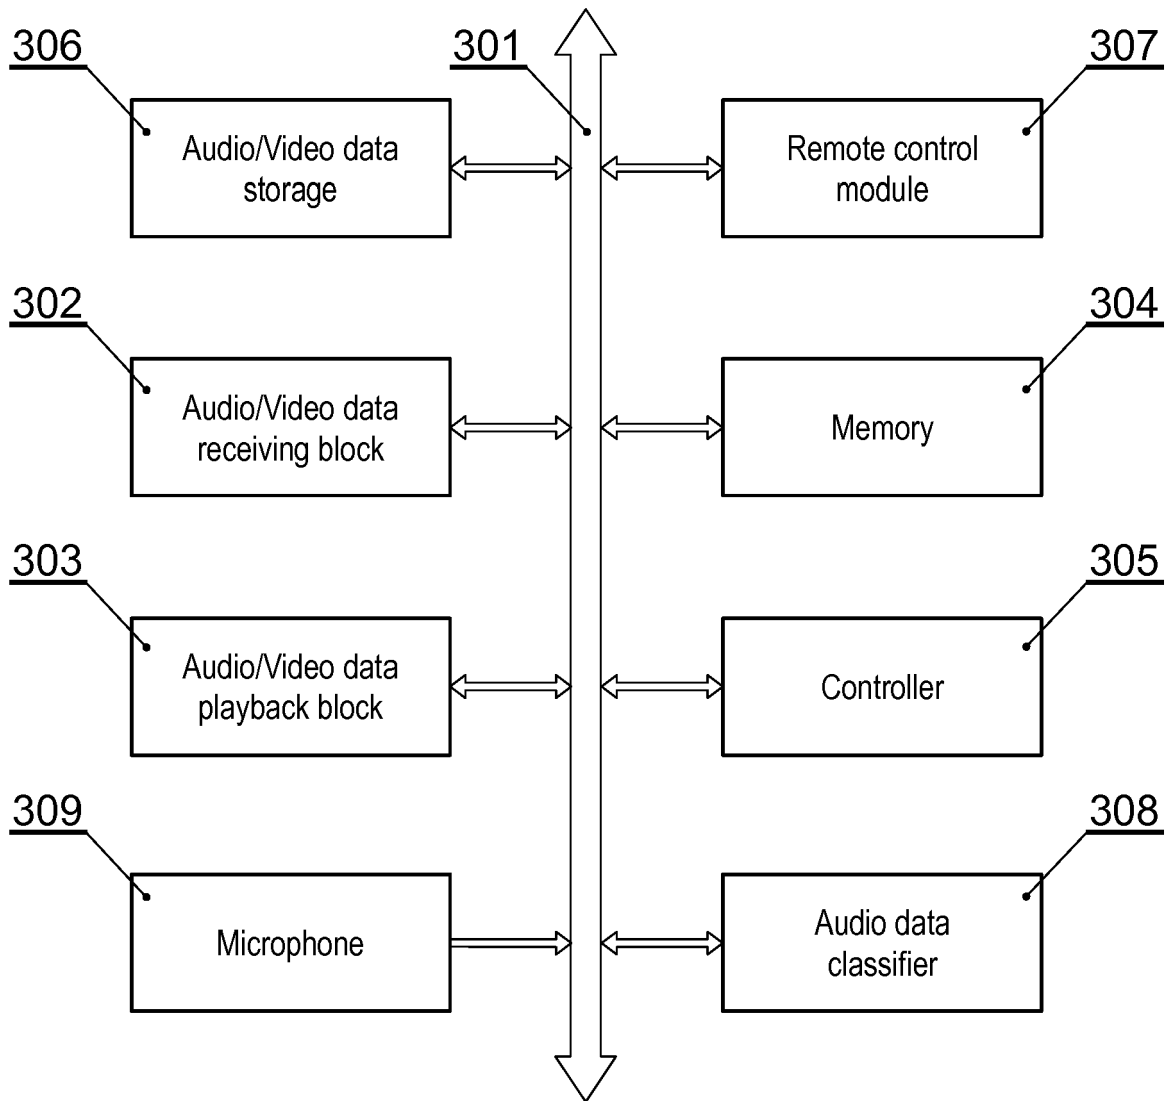 306
301
307
Audio/Video data
storage
Remote control
module
302
304
Audio/Video data
receiving block
Memory
303
305
Audio/Video data
playback block
Controller
309
308
Microphone
Audio data
classifier